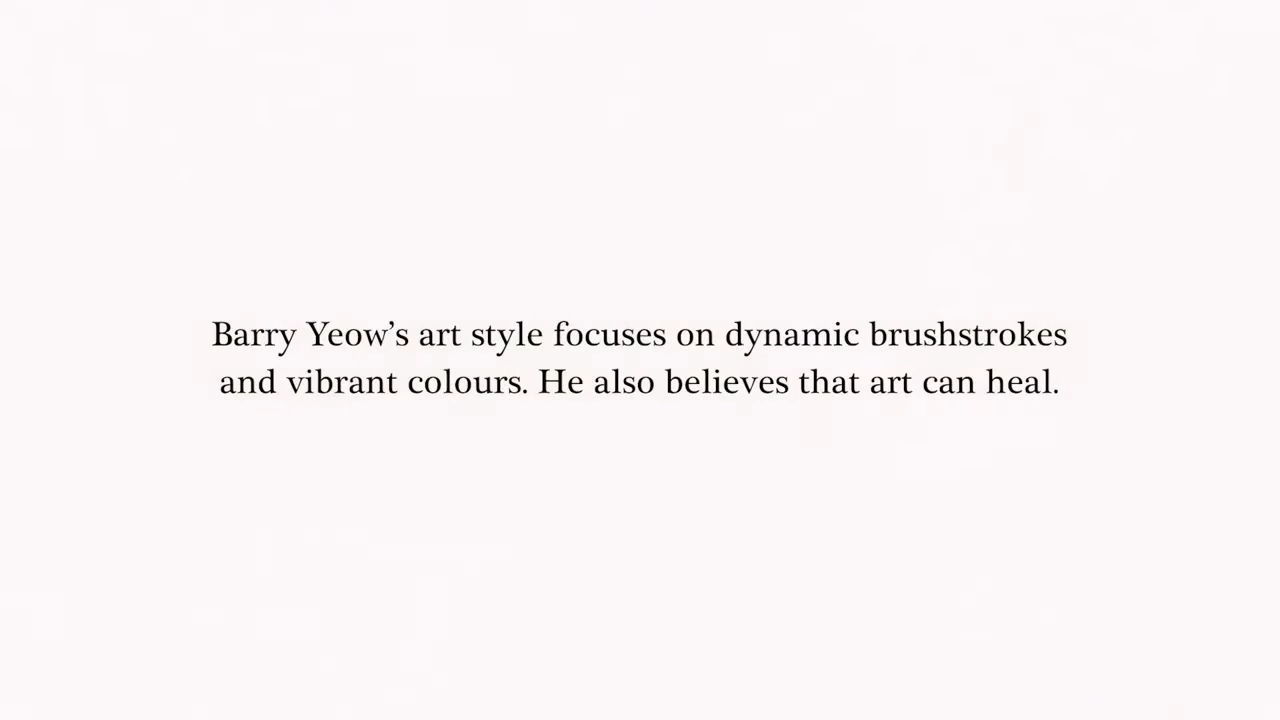 Barry Yeow’s art style focuses on dynamic brushstrokes
and vibrant colours. He also believes that art can heal.